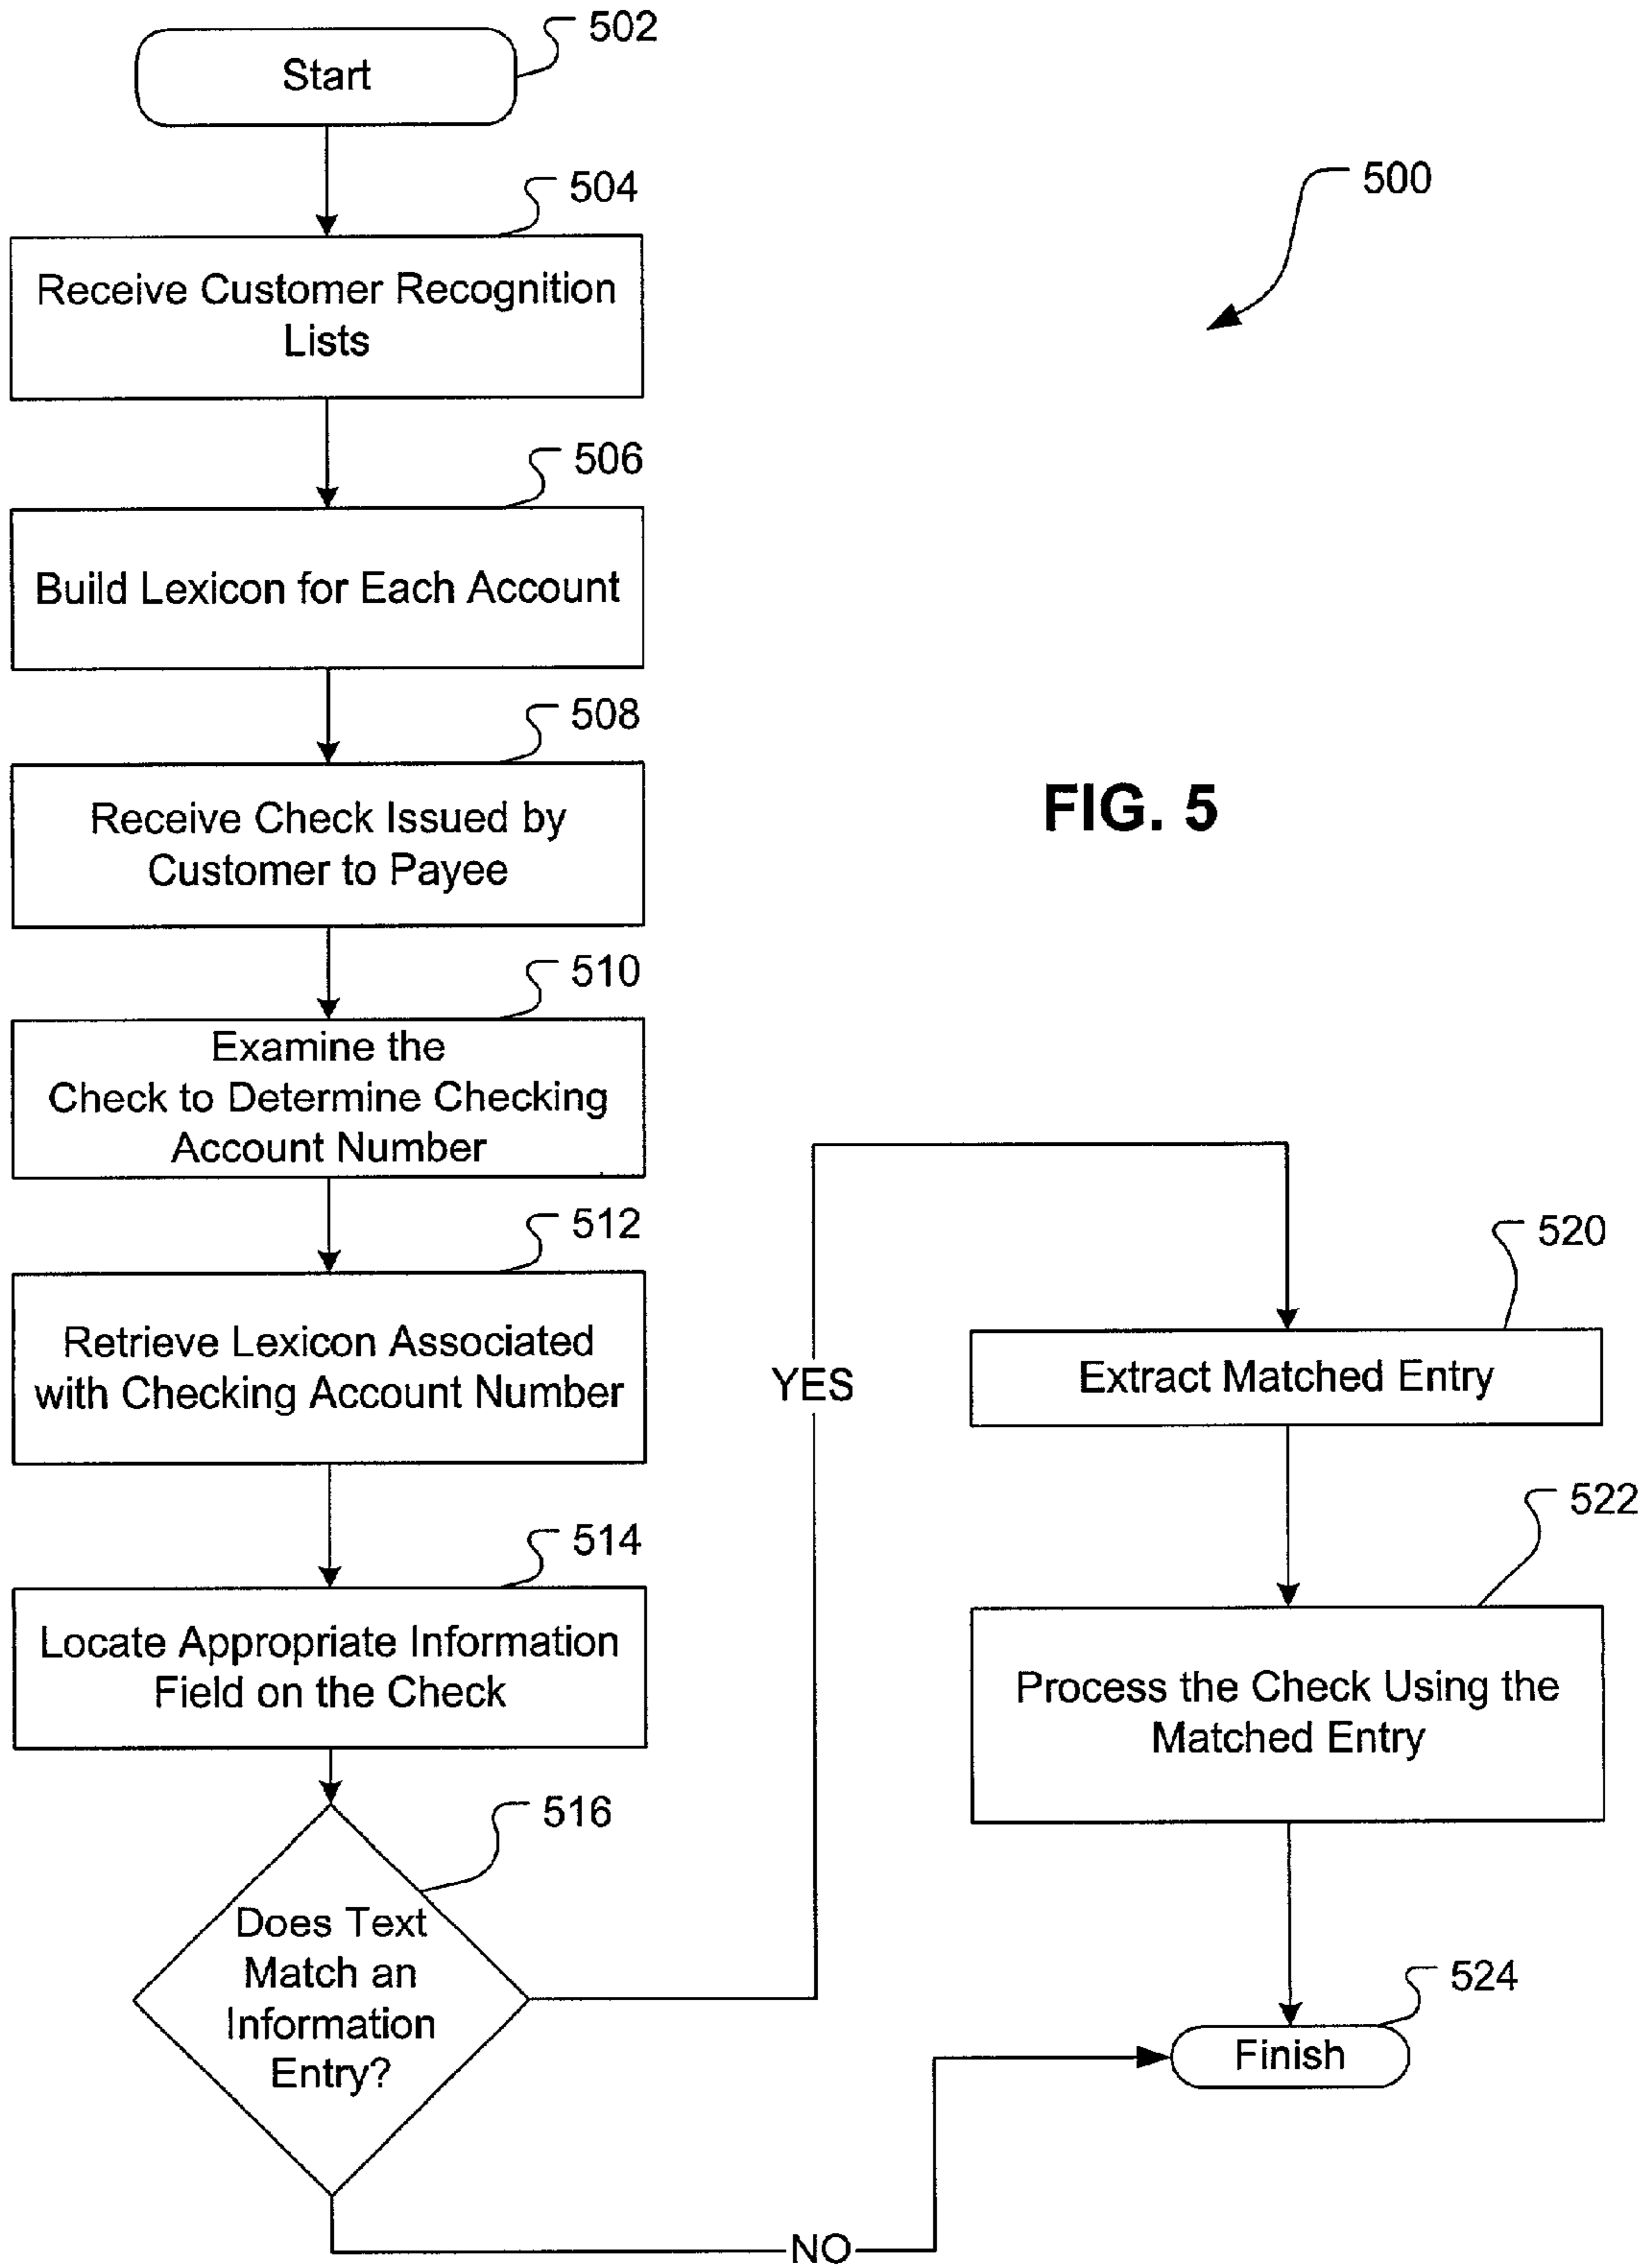 502
Start
504
500
Receive Customer Recognition
Lists
506
Build Lexicon for Each Account
508
Receive Check Issued by
Customer to Payee
FIG. 5
510
Examine the
Check to Determine Checking
Account Number
512
Retrieve Lexicon Associated
with Checking Account Number
514
Locate Appropriate Information
Field on the Check
516
Does Text
Match an
Information
Entry?
YES
520
Extract Matched Entry
522
Process the Check Using the
Matched Entry
524
Finish
NO